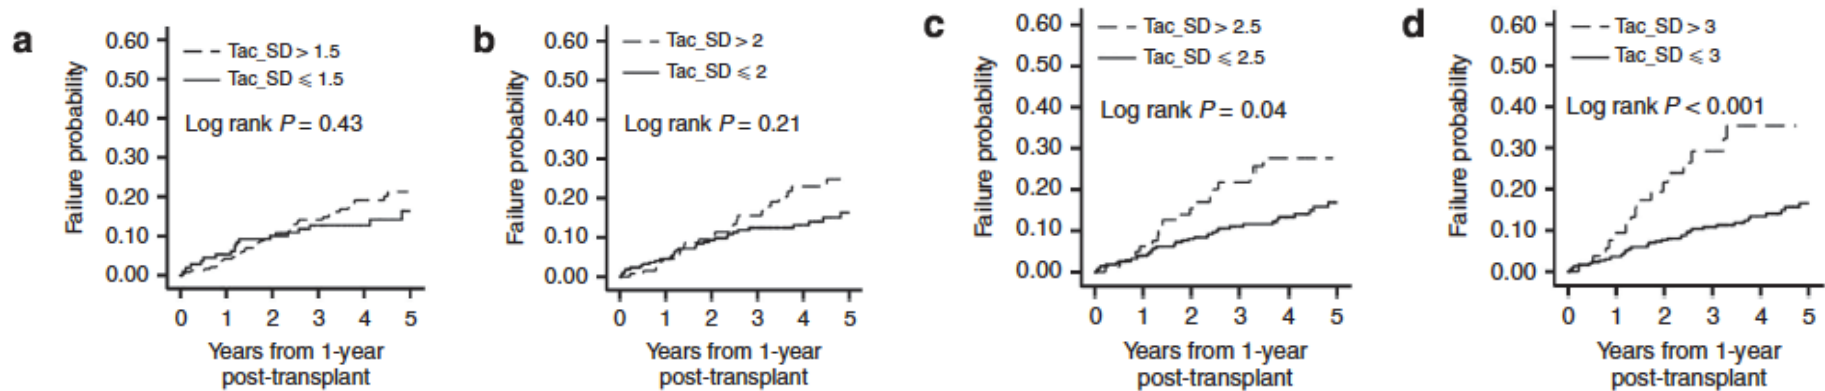 a
Failure probability
0.60
0.50
0.40
0.30
0.20
0.10
0.00
Tac_SD > 1.5
Tac_SD ⩽ 1.5
Log rank P = 0.43
0 1 2 3 4 5
Years from 1-year
post-transplant
b
Failure probability
0.60
0.50
0.40
0.30
0.20
0.10
0.00
Tac_SD > 2
Tac_SD ⩽ 2
Log rank P = 0.21
0 1 2 3 4 5
Years from 1-year
post-transplant
c
Failure probability
0.60
0.50
0.40
0.30
0.20
0.10
0.00
Tac_SD > 2.5
Tac_SD ⩽ 2.5
Log rank P = 0.04
0 1 2 3 4 5
Years from 1-year
post-transplant
d
Failure probability
0.60
0.50
0.40
0.30
0.20
0.10
0.00
Tac_SD > 3
Tac_SD ⩽ 3
Log rank P < 0.001
0 1 2 3 4 5
Years from 1-year
post-transplant